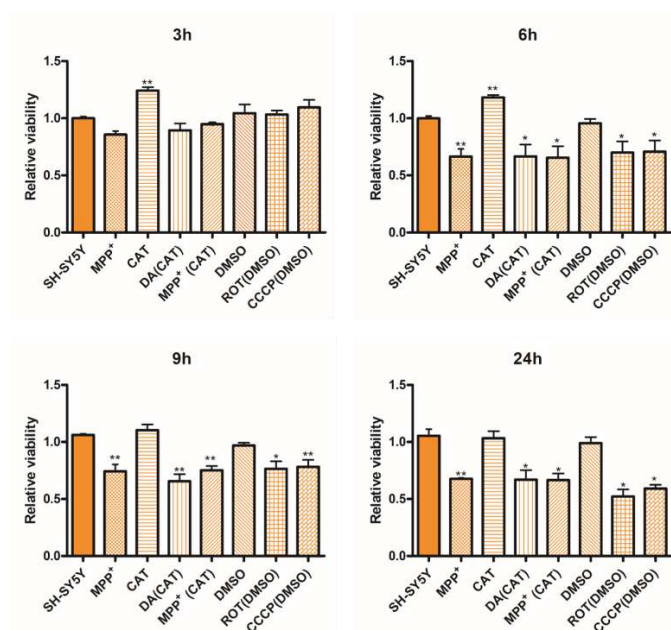 3h
Relative viability
1.5
1.0
0.5
0.0
**
SH-SY5Y
MPP⁺
CAT
DA(CAT)
MPP⁺ (CAT)
DMSO
ROT(DMSO)
CCCP(DMSO)
6h
Relative viability
1.5
1.0
0.5
0.0
** ** * * * *
SH-SY5Y
MPP⁺
CAT
DA(CAT)
MPP⁺ (CAT)
DMSO
ROT(DMSO)
CCCP(DMSO)
9h
Relative viability
1.5
1.0
0.5
0.0
** ** ** * **
SH-SY5Y
MPP⁺
CAT
DA(CAT)
MPP⁺ (CAT)
DMSO
ROT(DMSO)
CCCP(DMSO)
24h
Relative viability
1.5
1.0
0.5
0.0
** * * * *
SH-SY5Y
MPP⁺
CAT
DA(CAT)
MPP⁺ (CAT)
DMSO
ROT(DMSO)
CCCP(DMSO)